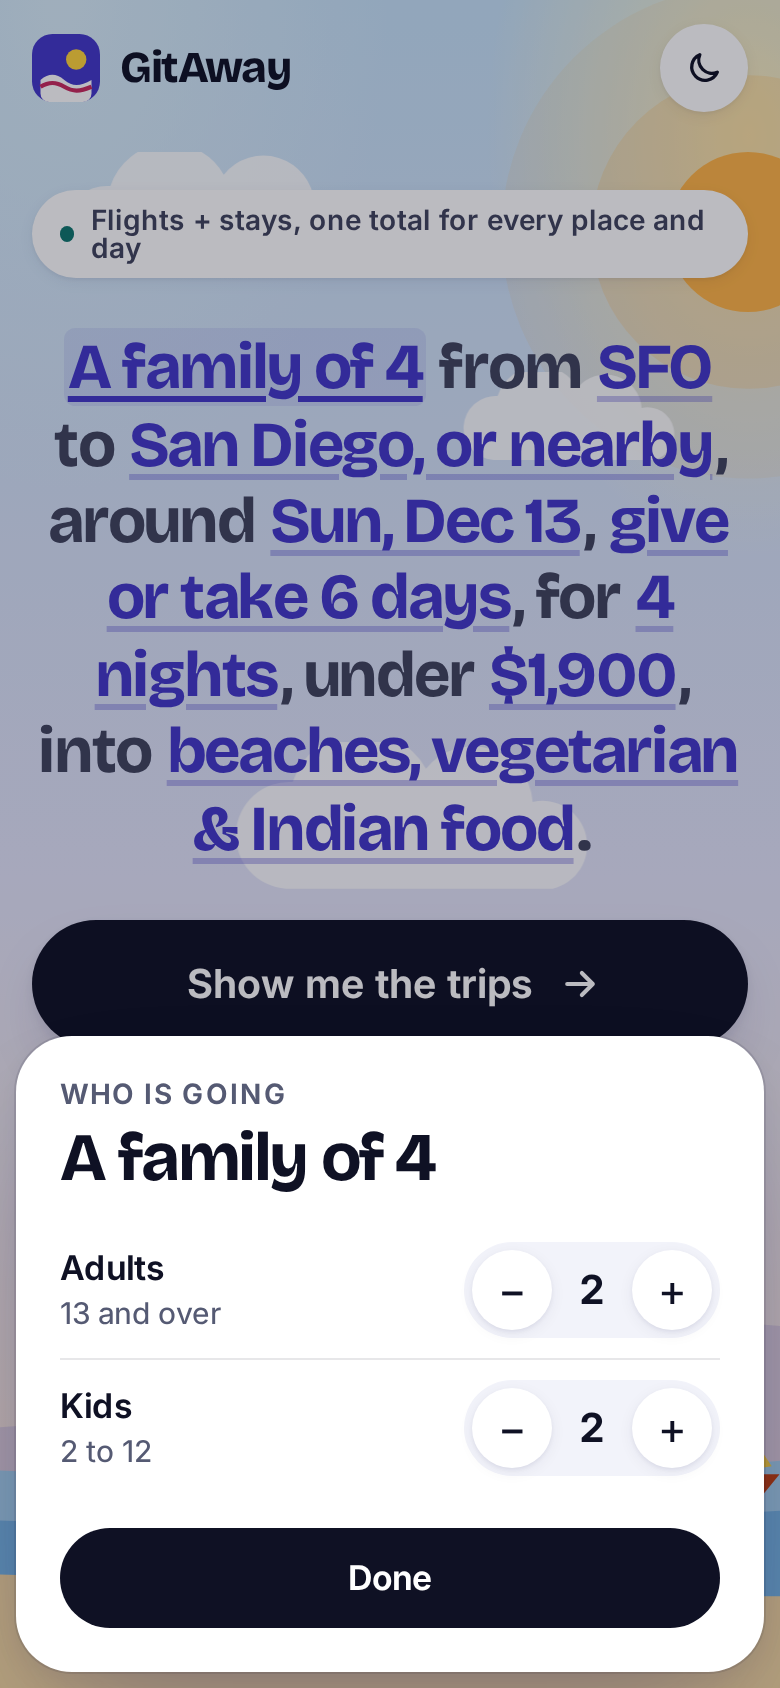 GitAway
Flights + stays, one total for every place and
day
A family of 4 from SFO
to San Diego, or nearby,
around Sun, Dec 13, give
or take 6 days, for 4
nights, under $1,900,
into beaches, vegetarian
& Indian food.
Show me the trips →
WHO IS GOING
A family of 4
Adults
− 2 +
13 and over
Kids
− 2 +
2 to 12
Done